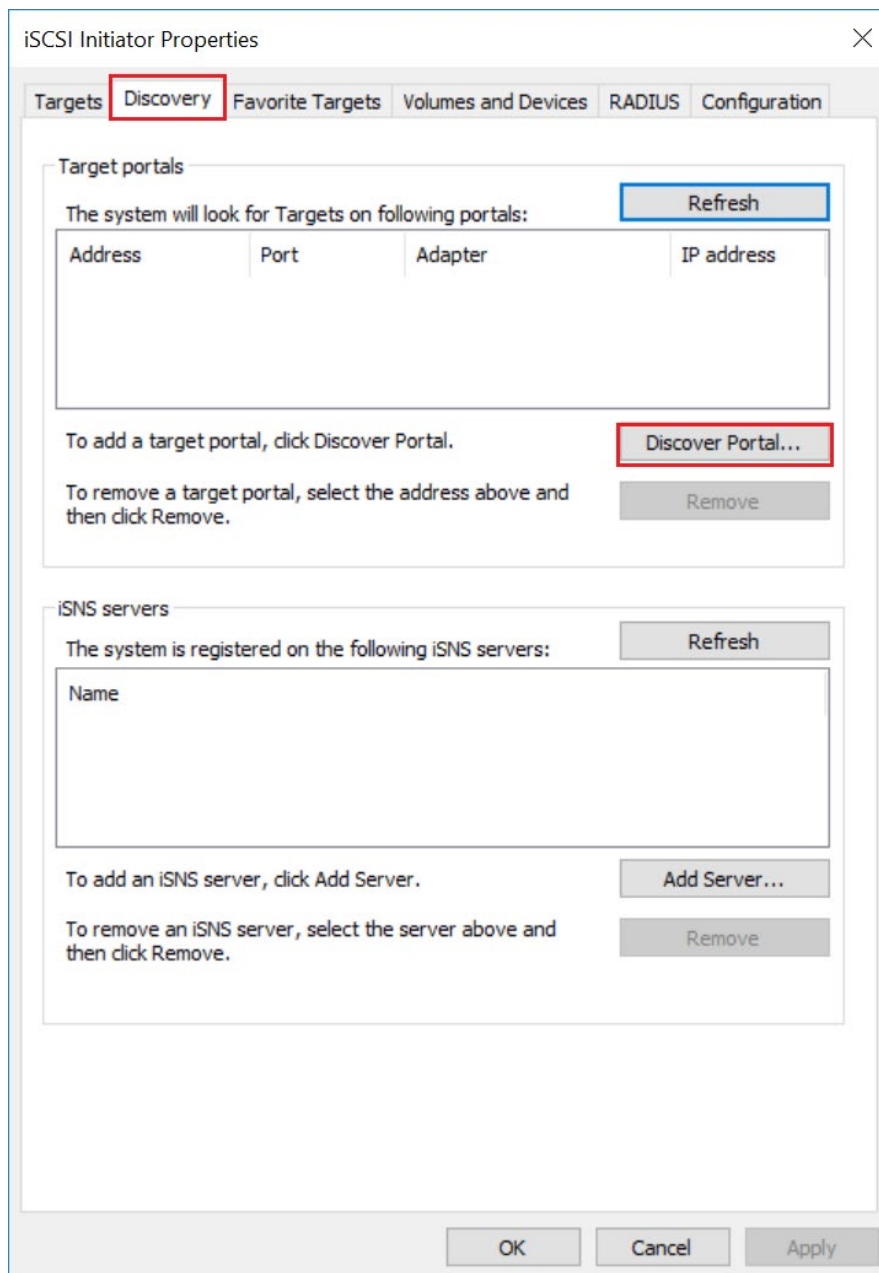 iSCSI Initiator Properties
Targets Discovery Favorite Targets Volumes and Devices RADIUS Configuration
Target portals
The system will look for Targets on following portals:
Refresh
Address Port Adapter IP address
To add a target portal, click Discover Portal.
Discover Portal...
To remove a target portal, select the address above and
then click Remove.
Remove
iSNS servers
The system is registered on the following iSNS servers:
Refresh
Name
To add an iSNS server, click Add Server.
Add Server...
To remove an iSNS server, select the server above and
then click Remove.
Remove
OK Cancel Apply